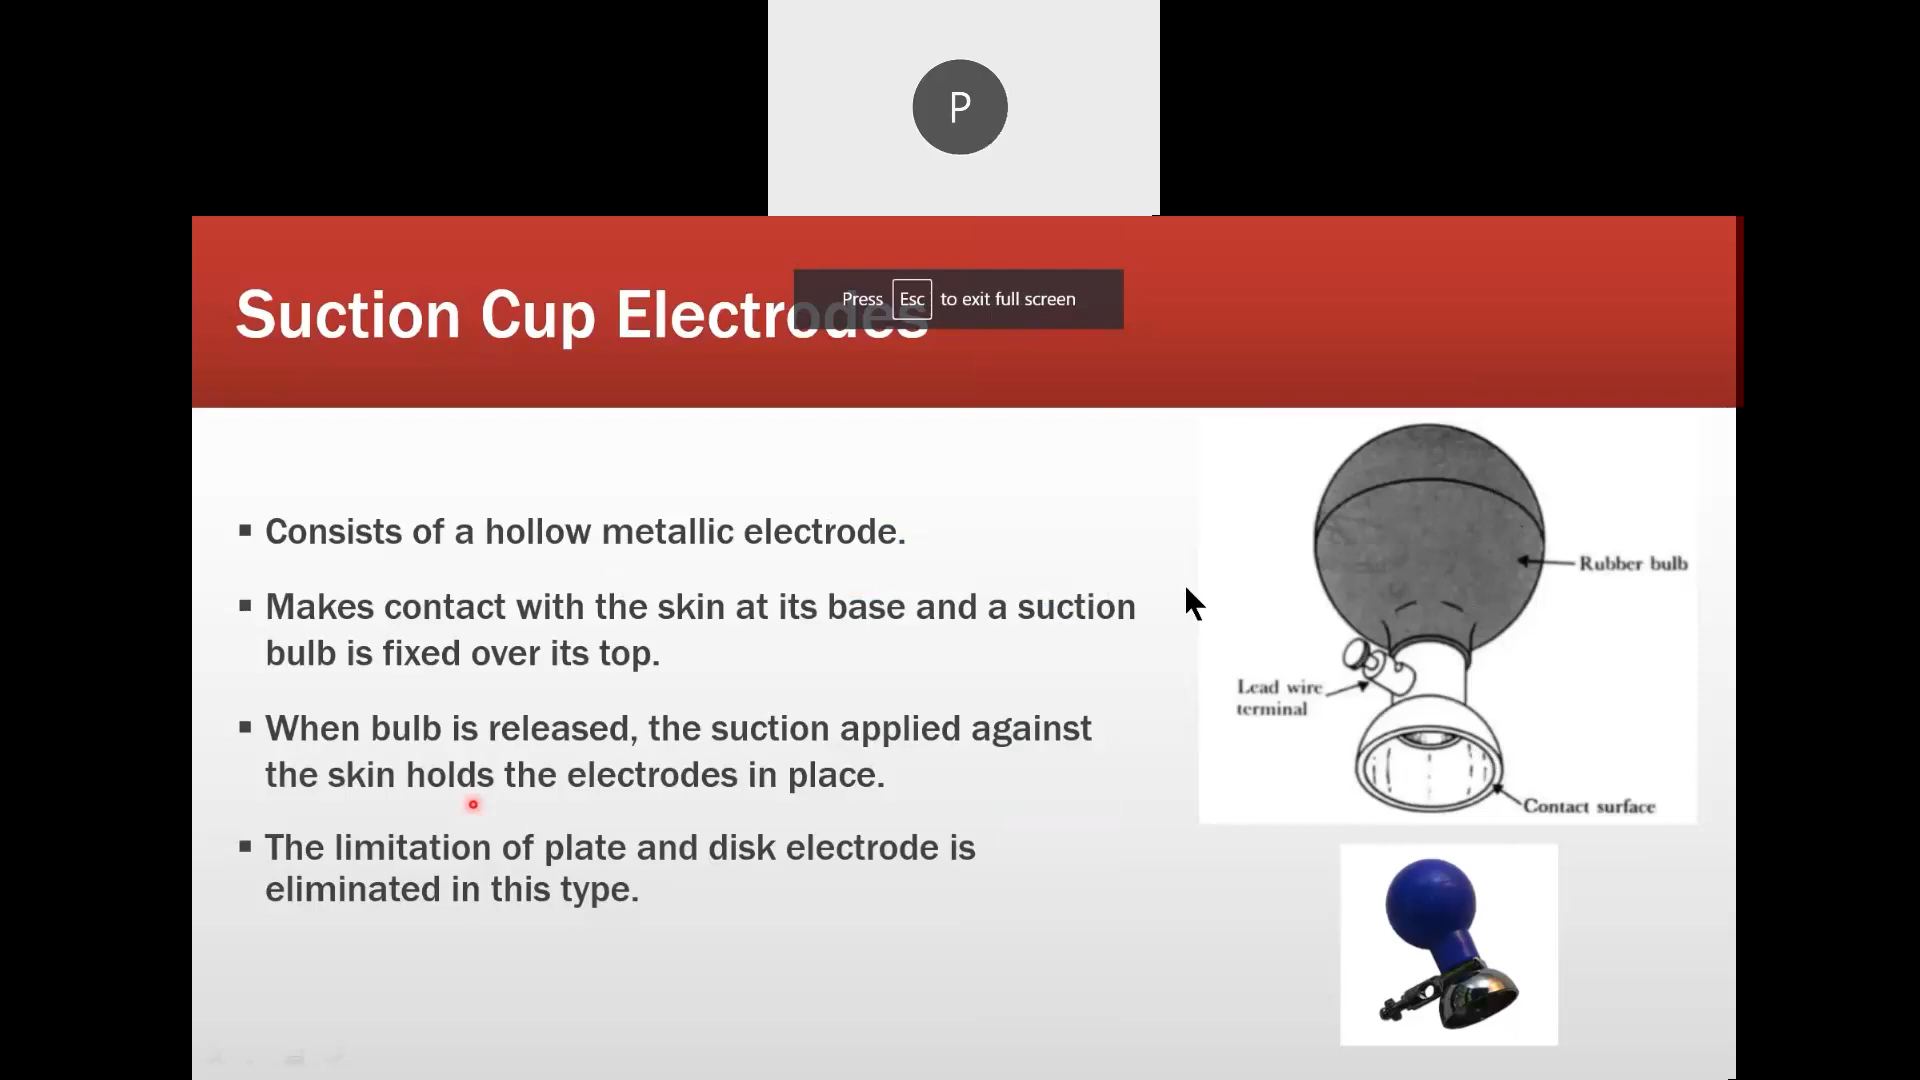 P
Suction Cup Electrodes
Press Esc to exit full screen
▪ Consists of a hollow metallic electrode.
▪ Makes contact with the skin at its base and a suction
bulb is fixed over its top.
▪ When bulb is released, the suction applied against
the skin holds the electrodes in place.
▪ The limitation of plate and disk electrode is
eliminated in this type.
Rubber bulb
Lead wire
terminal
Contact surface